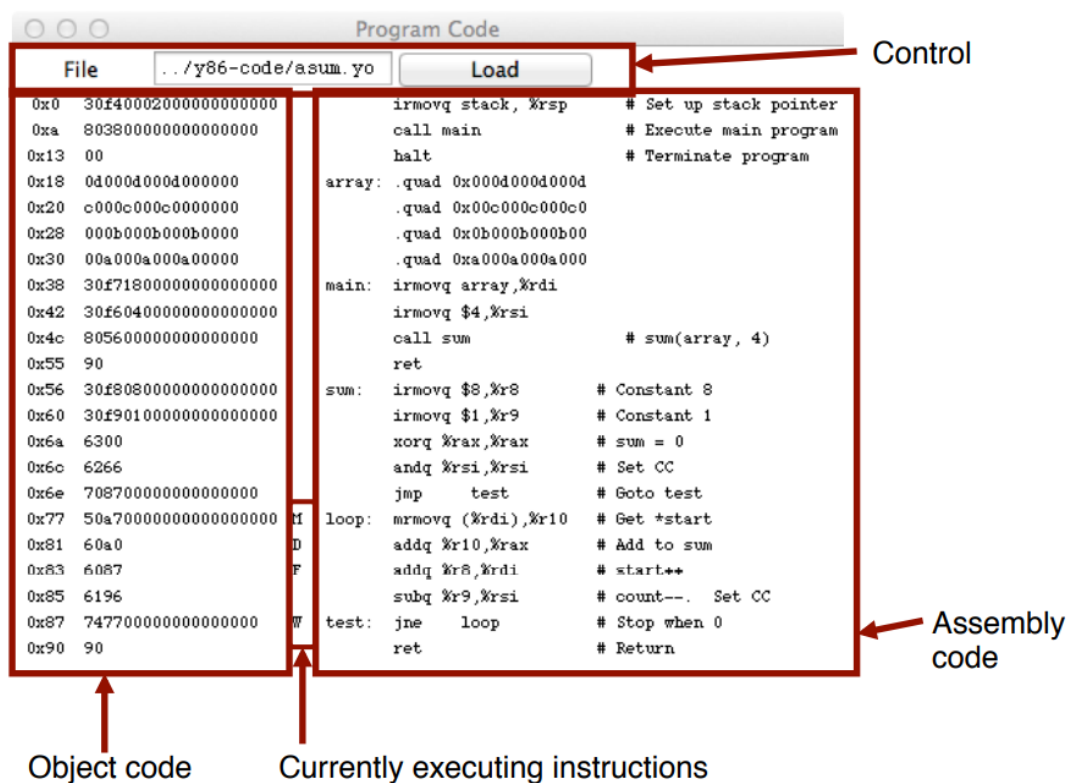 Program Code
Control
File ../y86-code/asum.yo Load
0x0 30f40002000000000000 irmovq stack, %rsp # Set up stack pointer
0xa 803800000000000000 call main # Execute main program
0x13 00 halt # Terminate program
0x18 0d000d000d000000 array: .quad 0x000d000d000d
0x20 c000c000c0000000 .quad 0x00c000c000c0
0x28 000b000b000b0000 .quad 0x0b000b000b00
0x30 00a000a000a00000 .quad 0xa000a000a000
0x38 30f71800000000000000 main: irmovq array,%rdi
0x42 30f60400000000000000 irmovq $4,%rsi
0x4c 805600000000000000 call sum # sum(array, 4)
0x55 90 ret
0x56 30f80800000000000000 sum: irmovq $8,%r8 # Constant 8
0x60 30f90100000000000000 irmovq $1,%r9 # Constant 1
0x6a 6300 xorq %rax,%rax # sum = 0
0x6c 6266 andq %rsi,%rsi # Set CC
0x6e 708700000000000000 jmp test # Goto test
0x77 50a70000000000000000 M loop: mrmovq (%rdi),%r10 # Get *start
0x81 60a0 D addq %r10,%rax # Add to sum
0x83 6087 F addq %r8,%rdi # start++
0x85 6196 subq %r9,%rsi # count--. Set CC
0x87 747700000000000000 W test: jne loop # Stop when 0
0x90 90 ret # Return
Assembly
code
Object code Currently executing instructions